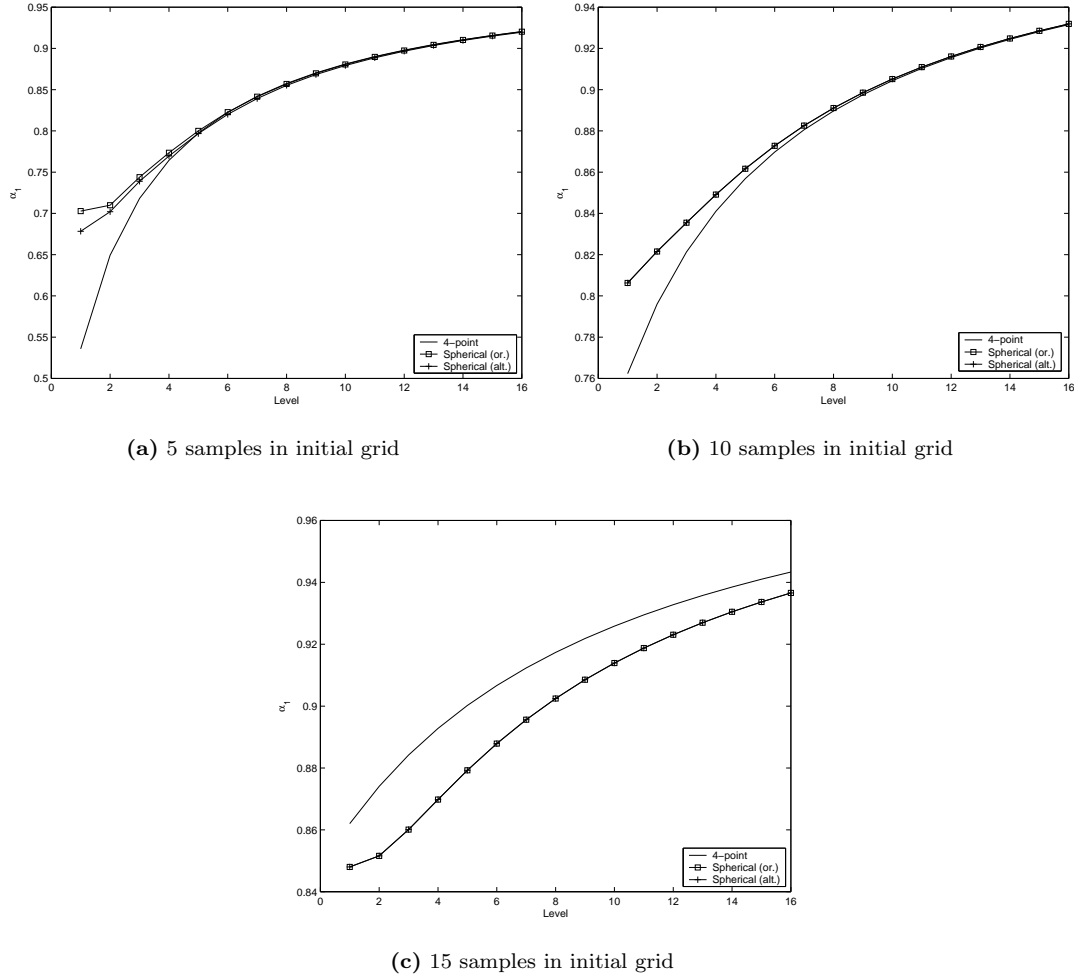 0.95
0.9
0.85
0.8
0.75
0.7
0.65
0.6
0.55
0.5
α1
0 2 4 6 8 10 12 14 16
Level
4−point
Spherical (or.)
Spherical (alt.)
(a) 5 samples in initial grid
0.94
0.92
0.9
0.88
0.86
0.84
0.82
0.8
0.78
0.76
α1
0 2 4 6 8 10 12 14 16
Level
4−point
Spherical (or.)
Spherical (alt.)
(b) 10 samples in initial grid
0.96
0.94
0.92
0.9
0.88
0.86
0.84
α1
0 2 4 6 8 10 12 14 16
Level
4−point
Spherical (or.)
Spherical (alt.)
(c) 15 samples in initial grid